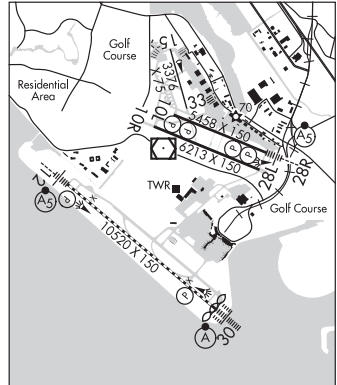 Golf
Course
Residential
Area
15
3376 X 75
33
10L
10R
5458 X 150
6213 X 150
70
A5
28L
28R
TWR
Golf Course
12
A5
P
P
P
P
10520 X 150
P
P
A
30